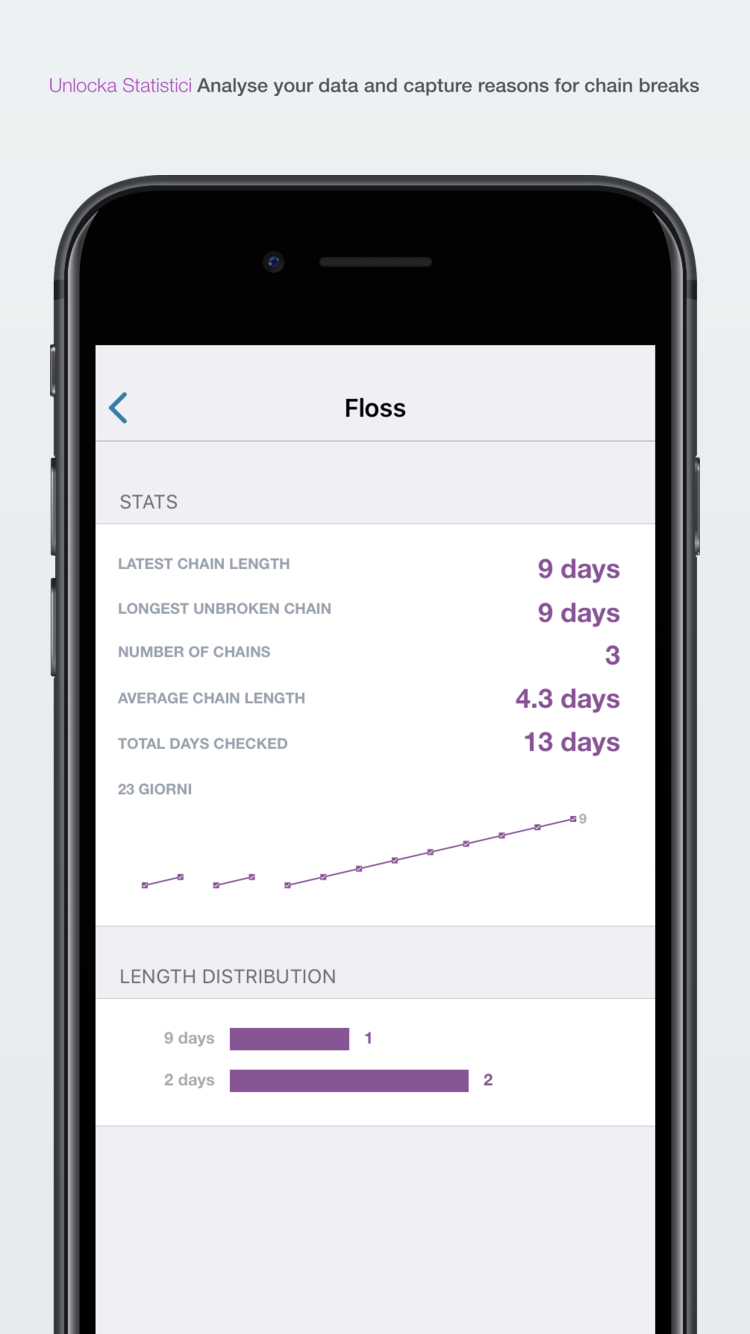 Unlocka Statistici Analyse your data and capture reasons for chain breaks
Floss
STATS
LATEST CHAIN LENGTH 9 days
LONGEST UNBROKEN CHAIN 9 days
NUMBER OF CHAINS 3
AVERAGE CHAIN LENGTH 4.3 days
TOTAL DAYS CHECKED 13 days
23 GIORNI
9
LENGTH DISTRIBUTION
9 days 1
2 days 2